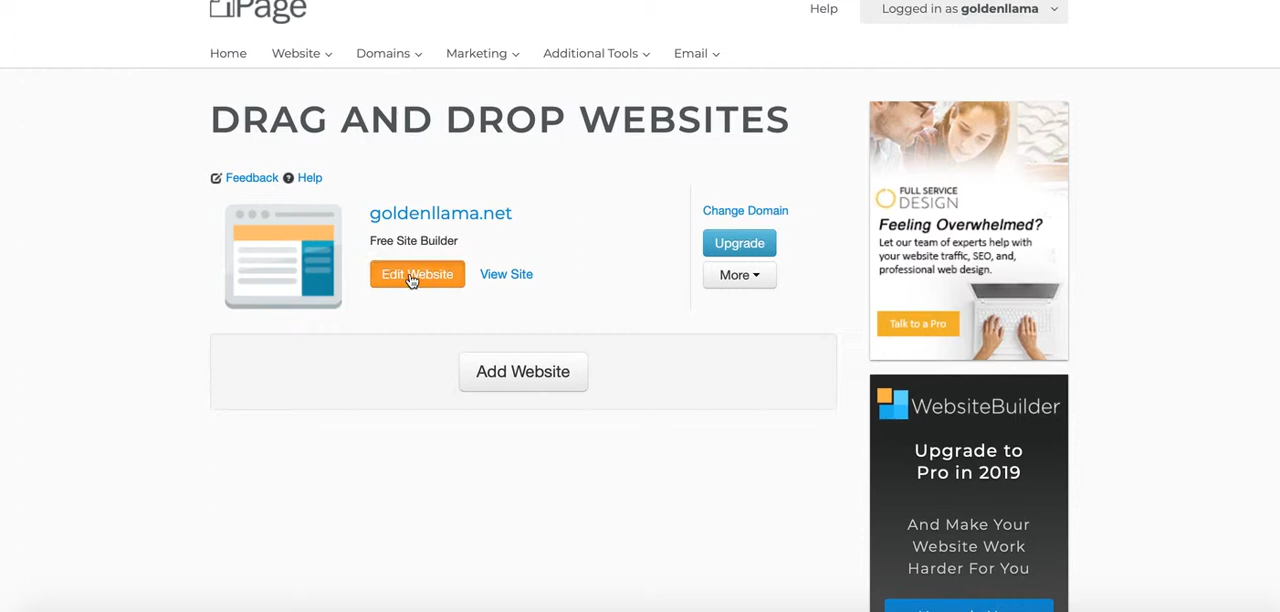 iPage
Help
Logged in as goldenllama
Home
Website
Domains
Marketing
Additional Tools
Email
DRAG AND DROP WEBSITES
Feedback
Help
goldenllama.net
Free Site Builder
Edit Website
View Site
Change Domain
Upgrade
More
Add Website
FULL SERVICE
DESIGN
Feeling Overwhelmed?
Let our team of experts help with
your website traffic, SEO, and,
professional web design.
Talk to a Pro
WebsiteBuilder
Upgrade to
Pro in 2019
And Make Your
Website Work
Harder For You